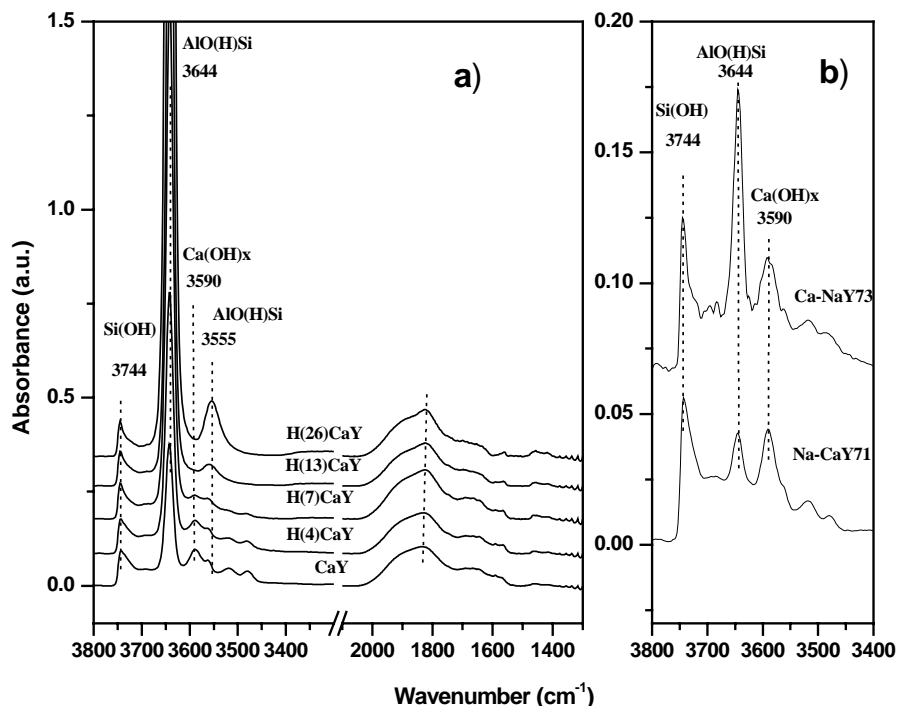 1.5
1.0
0.5
0.0
Absorbance (a.u.)
a)
AlO(H)Si
3644
Ca(OH)x
3590
AlO(H)Si
3555
Si(OH)
3744
H(26)CaY
H(13)CaY
H(7)CaY
H(4)CaY
CaY
3800 3700 3600 3500 3400
2000 1800 1600 1400
0.20
0.15
0.10
0.05
0.00
b)
AlO(H)Si
3644
Si(OH)
3744
Ca(OH)x
3590
Ca-NaY73
Na-CaY71
3800 3700 3600 3500 3400
Wavenumber (cm⁻¹)